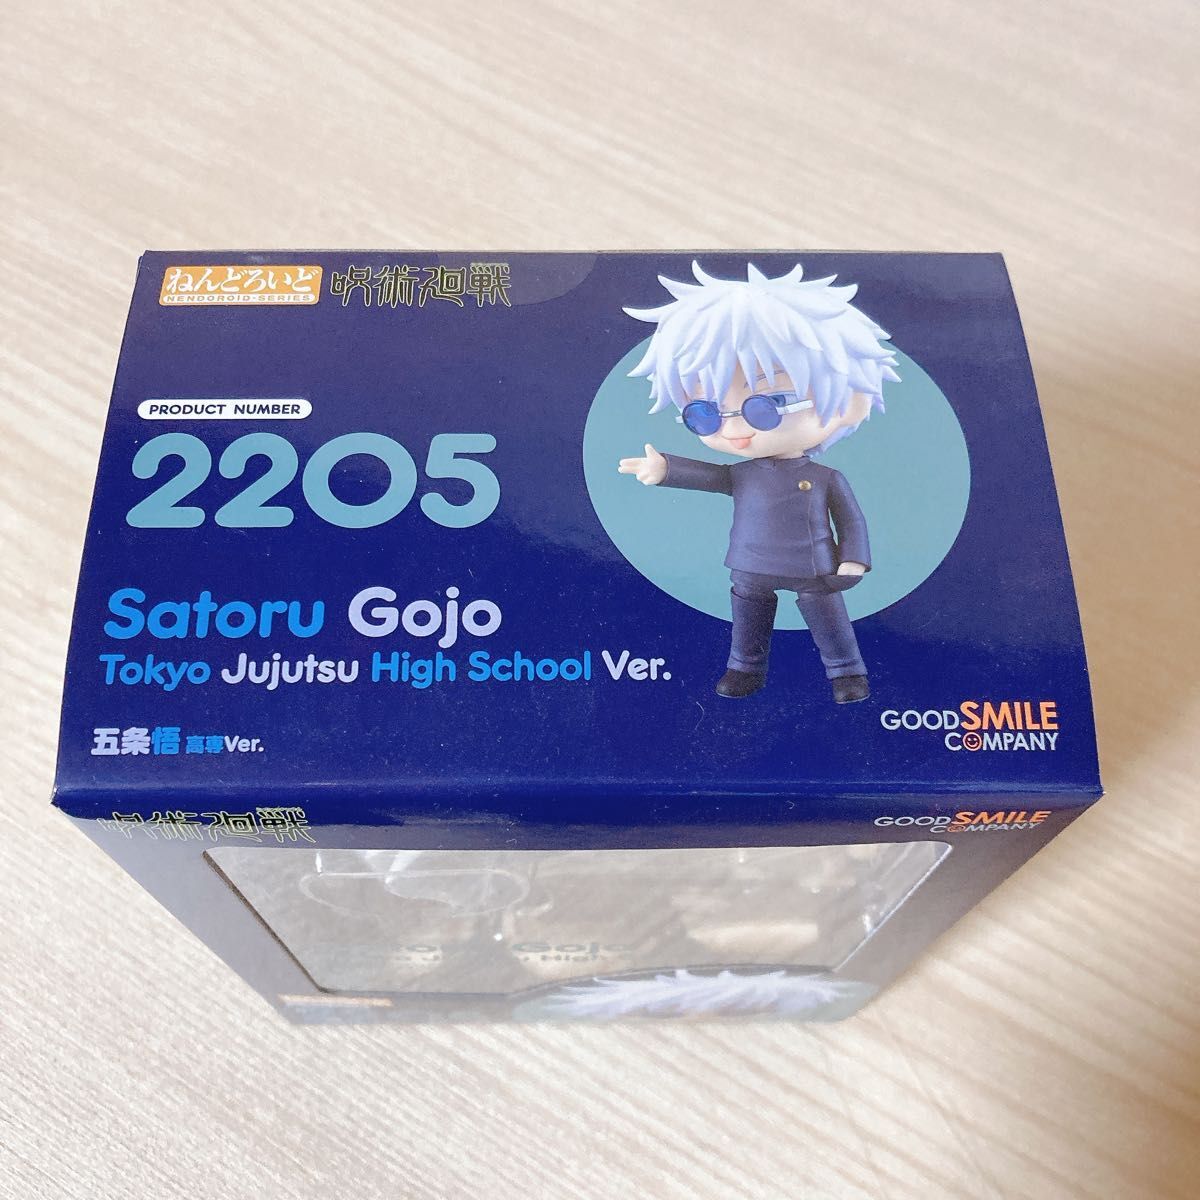 ねんどろいど
NENDOROID-SERIES
呪術廻戦
PRODUCT NUMBER
2205
Satoru Gojo
Tokyo Jujutsu High School Ver.
五条悟 高専Ver.
GOOD SMILE
COMPANY
呪術廻戦
GOOD SMILE
COMPANY
Gojo